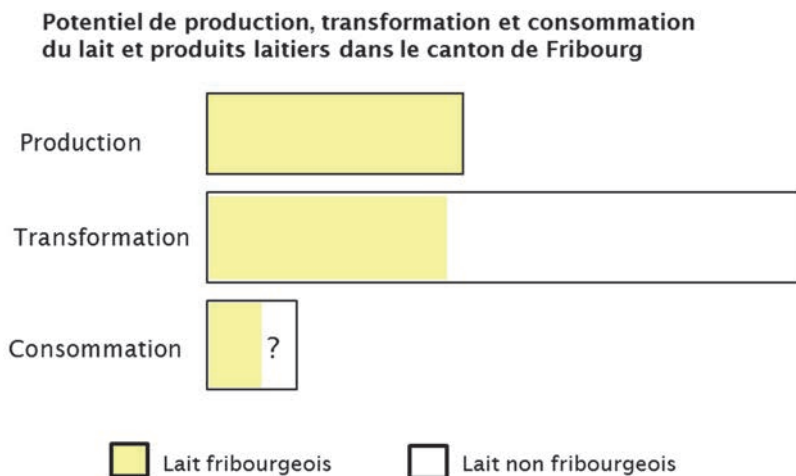 Potentiel de production, transformation et consommation
du lait et produits laitiers dans le canton de Fribourg
Production
Transformation
Consommation ?
Lait fribourgeois Lait non fribourgeois